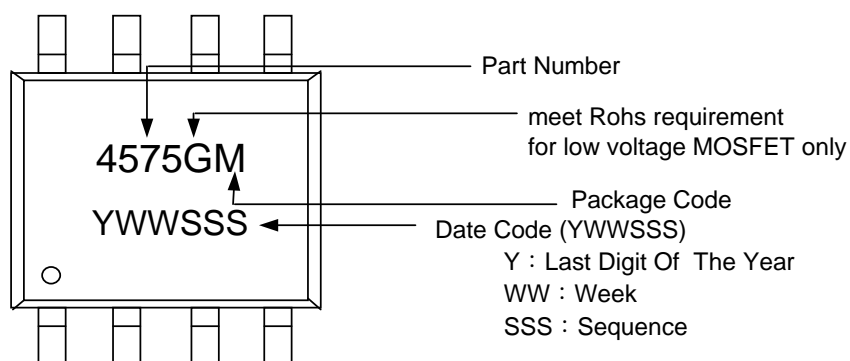 Part Number
meet Rohs requirement
for low voltage MOSFET only
4575GM
Package Code
YWWSSS
Date Code (YWWSSS)
Y：Last Digit Of The Year
WW：Week
SSS：Sequence